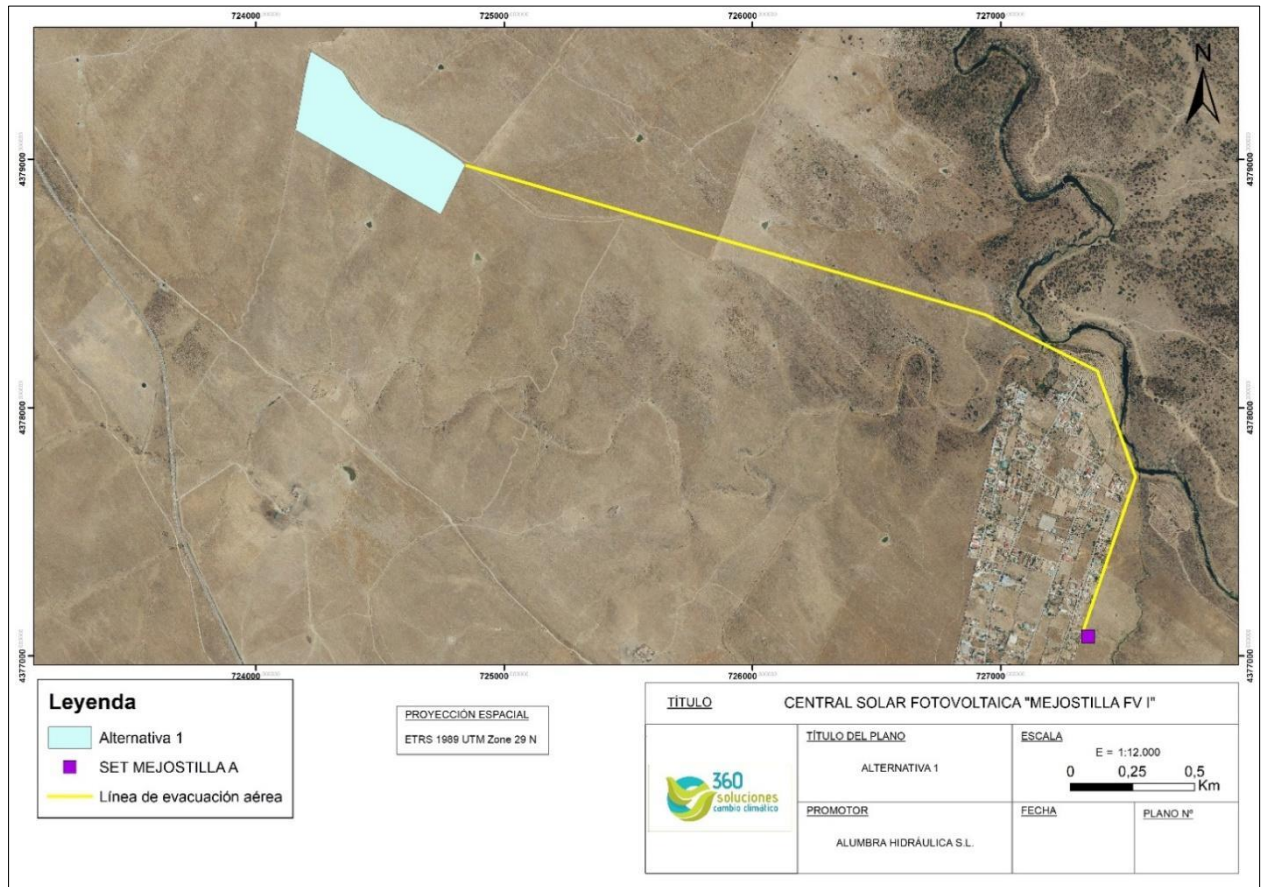 724000
725000
726000
727000
N
4379000
4379000
4378000
4378000
4377000
4377000
724000
725000
726000
727000
Leyenda
Alternativa 1
SET MEJOSTILLA A
Línea de evacuación aérea
PROYECCIÓN ESPACIAL
ETRS 1989 UTM Zone 29 N
TÍTULO
CENTRAL SOLAR FOTOVOLTAICA "MEJOSTILLA FV I"
360
soluciones
cambio climático
TÍTULO DEL PLANO
ALTERNATIVA 1
ESCALA
E = 1:12.000
0 0,25 0,5
Km
PROMOTOR
ALUMBRA HIDRÁULICA S.L.
FECHA
PLANO Nº